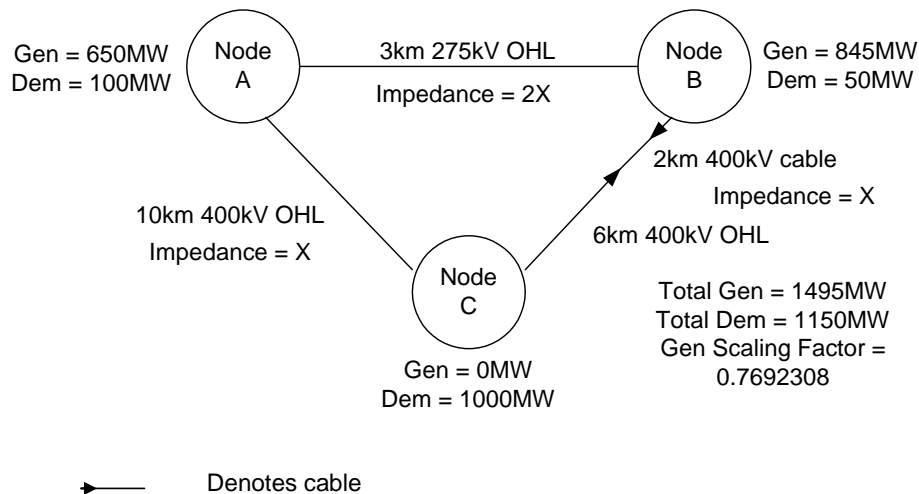 Gen = 650MW
Dem = 100MW
Node
A
3km 275kV OHL
Impedance = 2X
Node
B
Gen = 845MW
Dem = 50MW
2km 400kV cable
Impedance = X
6km 400kV OHL
10km 400kV OHL
Impedance = X
Node
C
Gen = 0MW
Dem = 1000MW
Total Gen = 1495MW
Total Dem = 1150MW
Gen Scaling Factor =
0.7692308
Denotes cable